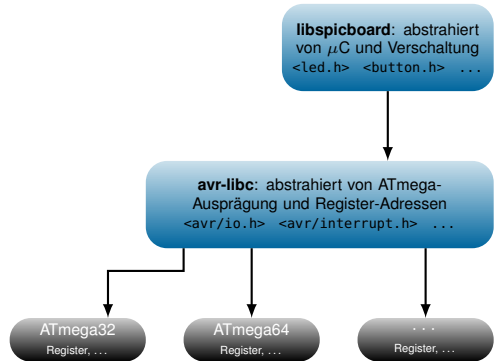 libspicboard: abstrahiert
von μC und Verschaltung
<led.h> <button.h> ...
avr-libc: abstrahiert von ATmega-
Ausprägung und Register-Adressen
<avr/io.h> <avr/interrupt.h> ...
ATmega32
Register, ...
ATmega64
Register, ...
...
Register, ...